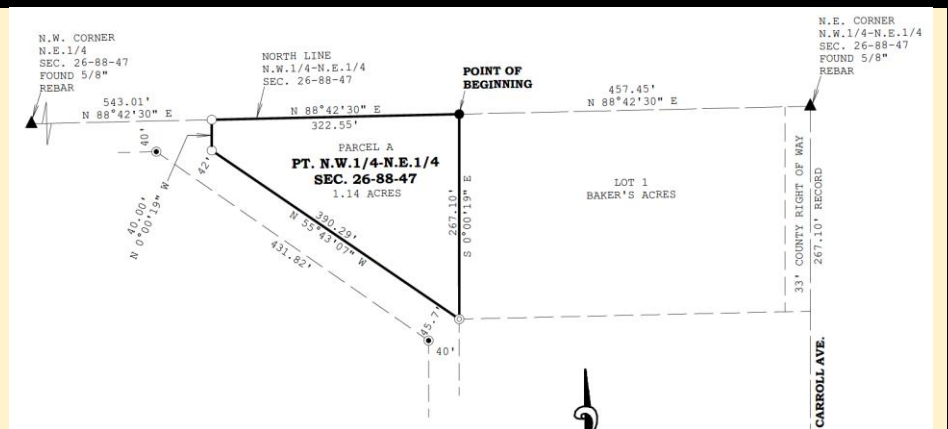 N.W. CORNER
N.E.1/4
SEC. 26-88-47
FOUND 5/8"
REBAR
NORTH LINE
N.W.1/4-N.E.1/4
SEC. 26-88-47
POINT OF
BEGINNING
N.E. CORNER
N.W.1/4-N.E.1/4
SEC. 26-88-47
FOUND 5/8"
REBAR
543.01'
N 88°42'30" E
N 88°42'30" E
322.55'
457.45'
N 88°42'30" E
40'
42'
40.00'
N 0°00'19" W
PARCEL A
PT. N.W.1/4-N.E.1/4
SEC. 26-88-47
1.14 ACRES
390.29'
N 55°43'07" W
431.82'
267.10'
S 0°00'19" E
LOT 1
BAKER'S ACRES
33' COUNTY RIGHT OF WAY
267.10' RECORD
45.7'
40'
CARROLL AVE.